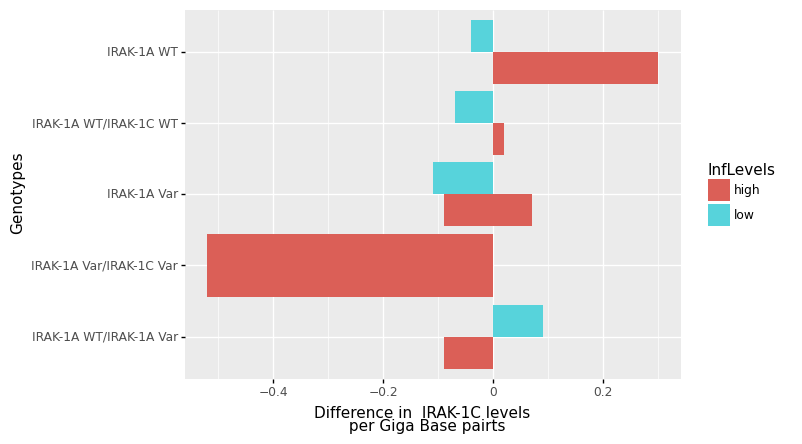 IRAK-1A WT
IRAK-1A WT/IRAK-1C WT
IRAK-1A Var
IRAK-1A Var/IRAK-1C Var
IRAK-1A WT/IRAK-1A Var
Genotypes
−0.4 −0.2 0 0.2
Difference in  IRAK-1C levels
per Giga Base pairts
InfLevels
high
low